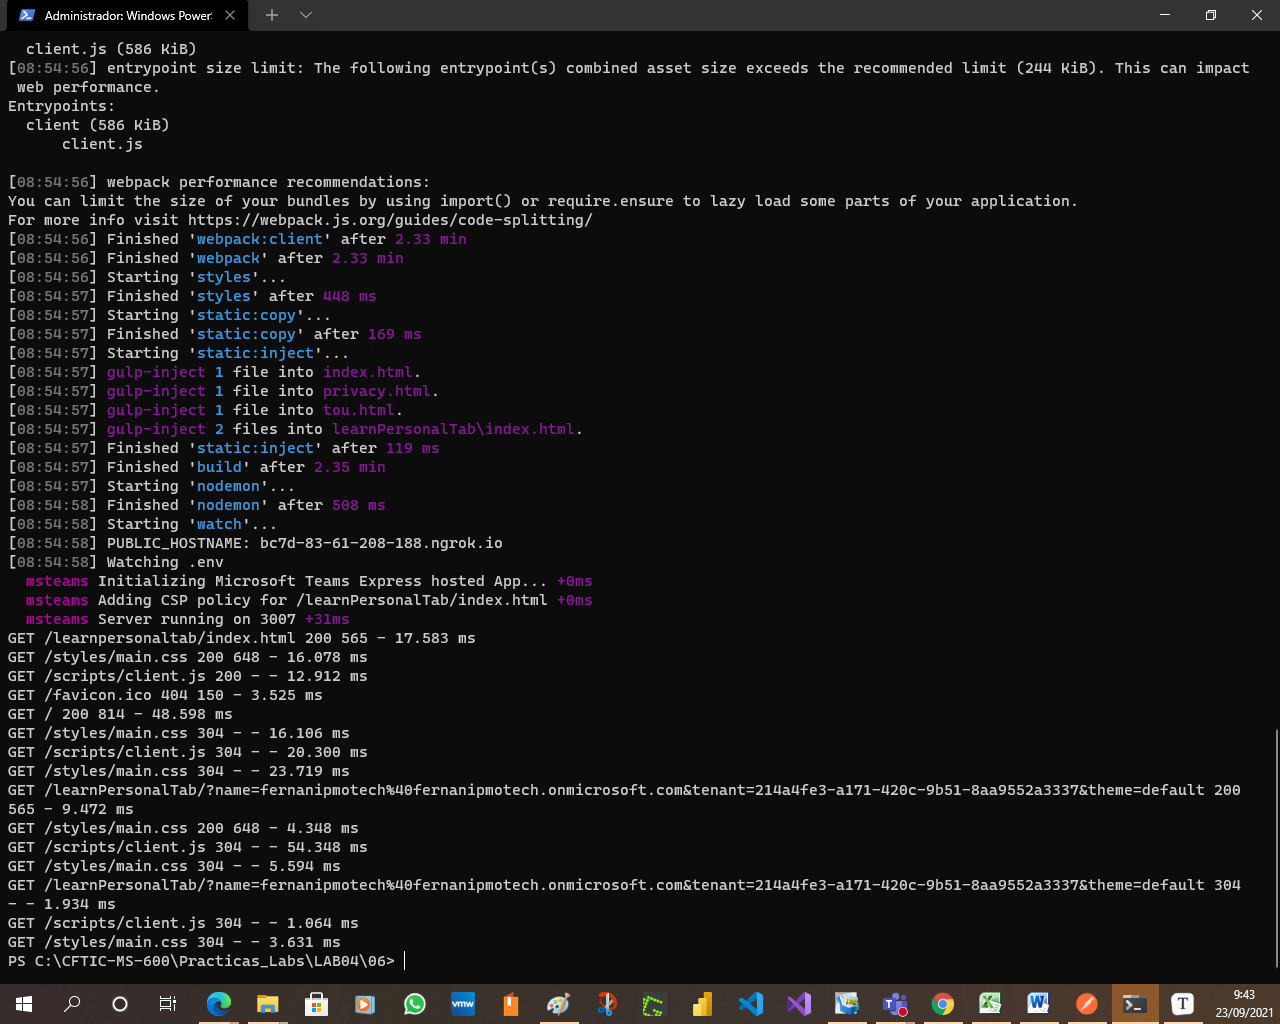 Administrador: Windows Power
client.js (586 KiB)
[08:54:56] entrypoint size limit: The following entrypoint(s) combined asset size exceeds the recommended limit (244 KiB). This can impact
web performance.
Entrypoints:
client (586 KiB)
client.js
[08:54:56] webpack performance recommendations:
You can limit the size of your bundles by using import() or require.ensure to lazy load some parts of your application.
For more info visit https://webpack.js.org/guides/code-splitting/
[08:54:56] Finished 'webpack:client' after 2.33 min
[08:54:56] Finished 'webpack' after 2.33 min
[08:54:56] Starting 'styles'...
[08:54:57] Finished 'styles' after 448 ms
[08:54:57] Starting 'static:copy'...
[08:54:57] Finished 'static:copy' after 169 ms
[08:54:57] Starting 'static:inject'...
[08:54:57] gulp-inject 1 file into index.html.
[08:54:57] gulp-inject 1 file into privacy.html.
[08:54:57] gulp-inject 1 file into tou.html.
[08:54:57] gulp-inject 2 files into learnPersonalTab\index.html.
[08:54:57] Finished 'static:inject' after 119 ms
[08:54:57] Finished 'build' after 2.35 min
[08:54:57] Starting 'nodemon'...
[08:54:58] Finished 'nodemon' after 508 ms
[08:54:58] Starting 'watch'...
[08:54:58] PUBLIC_HOSTNAME: bc7d-83-61-208-188.ngrok.io
[08:54:58] Watching .env
msteams Initializing Microsoft Teams Express hosted App... +0ms
msteams Adding CSP policy for /learnPersonalTab/index.html +0ms
msteams Server running on 3007 +31ms
GET /learnpersonaltab/index.html 200 565 - 17.583 ms
GET /styles/main.css 200 648 - 16.078 ms
GET /scripts/client.js 200 - - 12.912 ms
GET /favicon.ico 404 150 - 3.525 ms
GET / 200 814 - 48.598 ms
GET /styles/main.css 304 - - 16.106 ms
GET /scripts/client.js 304 - - 20.300 ms
GET /styles/main.css 304 - - 23.719 ms
GET /learnPersonalTab/?name=fernanipmotech%40fernanipmotech.onmicrosoft.com&tenant=214a4fe3-a171-420c-9b51-8aa9552a3337&theme=default 200
565 - 9.472 ms
GET /styles/main.css 200 648 - 4.348 ms
GET /scripts/client.js 304 - - 54.348 ms
GET /styles/main.css 304 - - 5.594 ms
GET /learnPersonalTab/?name=fernanipmotech%40fernanipmotech.onmicrosoft.com&tenant=214a4fe3-a171-420c-9b51-8aa9552a3337&theme=default 304
- - 1.934 ms
GET /scripts/client.js 304 - - 1.064 ms
GET /styles/main.css 304 - - 3.631 ms
PS C:\CFTIC-MS-600\Practicas_Labs\LAB04\06>
vmw
T
9:43
23/09/2021